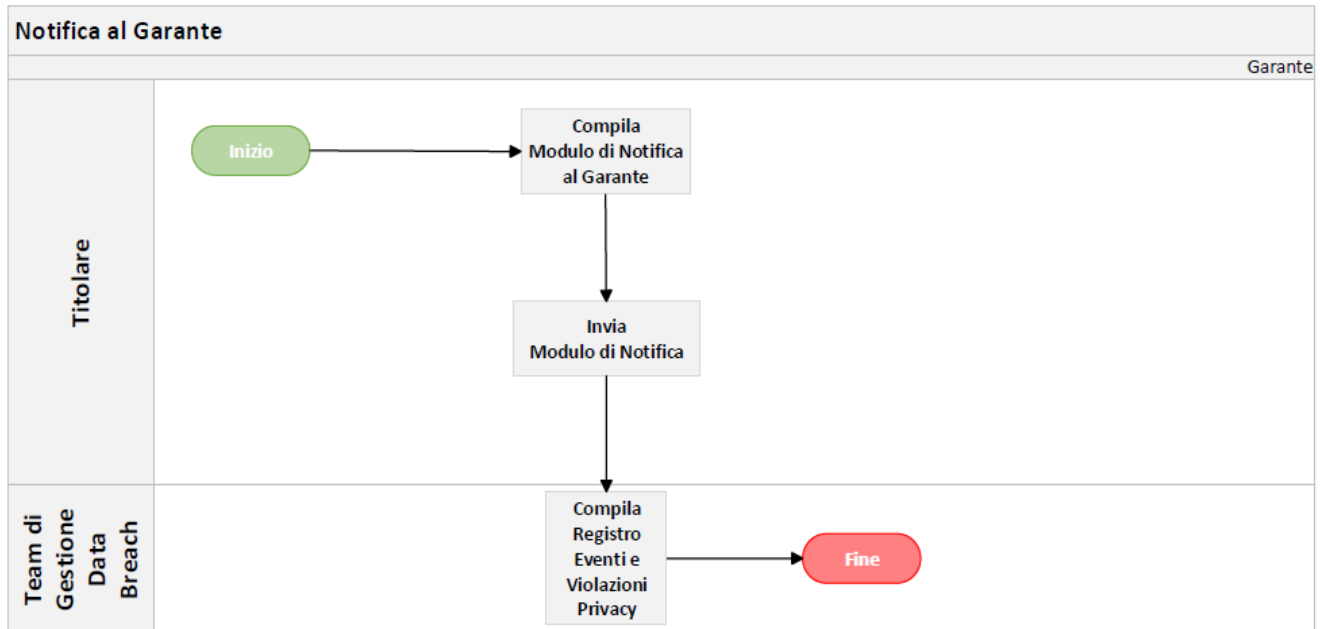 Notifica al Garante
Garante
Titolare
Inizio
Compila
Modulo di Notifica
al Garante
Invia
Modulo di Notifica
Team di
Gestione
Data
Breach
Compila
Registro
Eventi e
Violazioni
Privacy
Fine